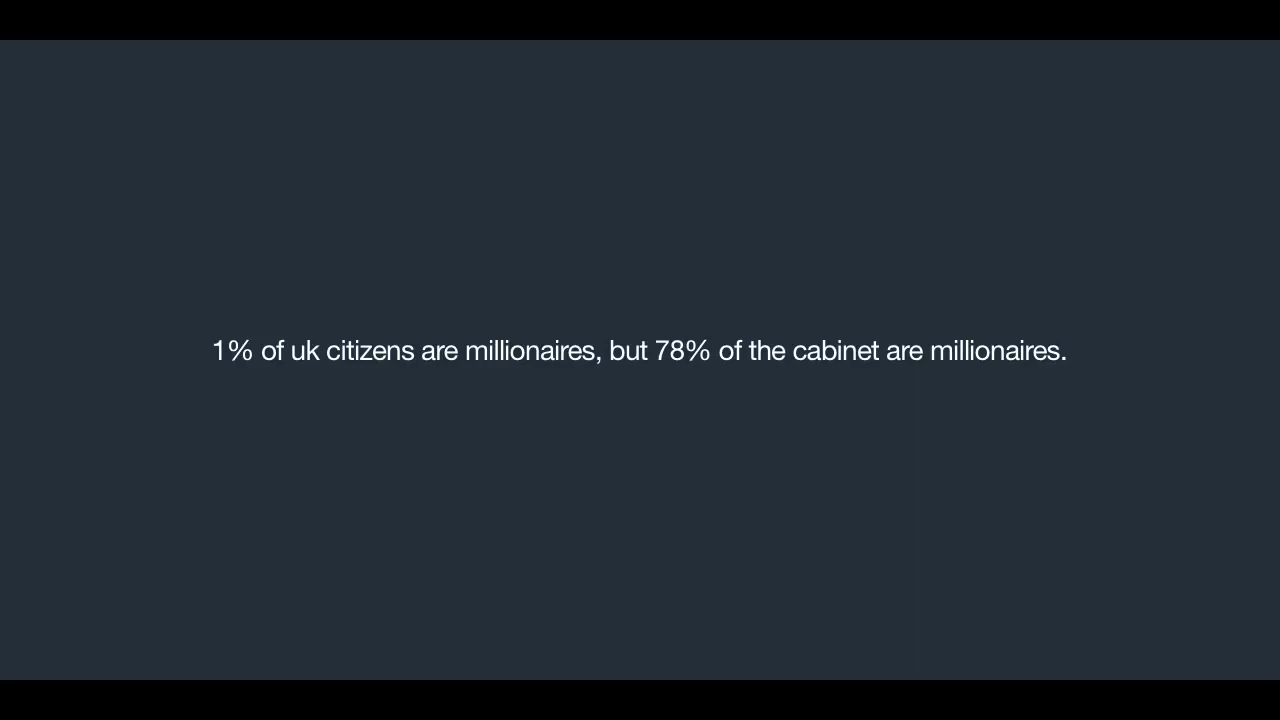 1% of uk citizens are millionaires, but 78% of the cabinet are millionaires.